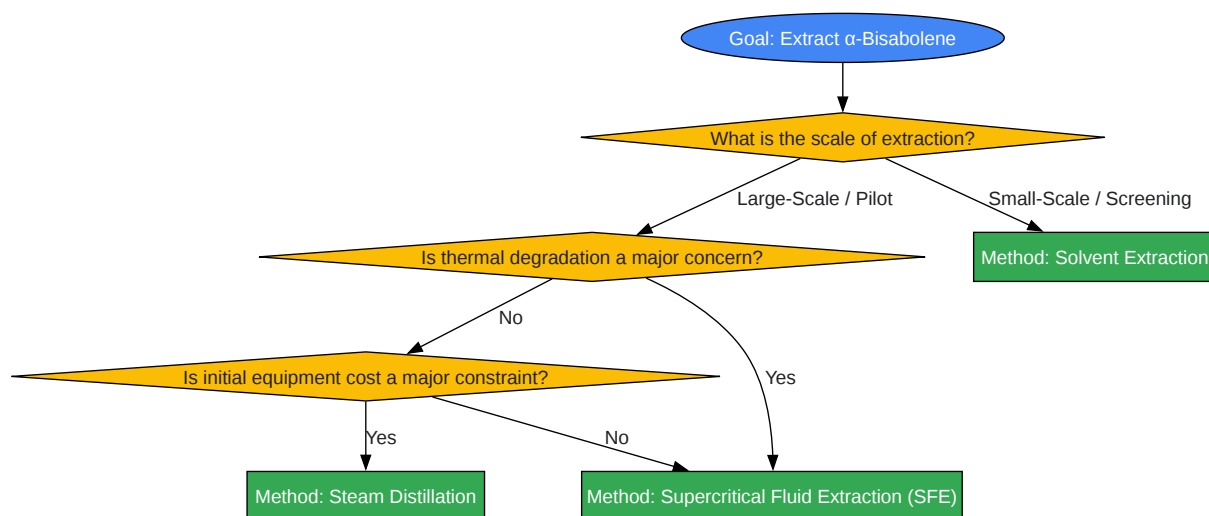 Goal: Extract α-Bisabolene
What is the scale of extraction?
Large-Scale / Pilot
Small-Scale / Screening
Is thermal degradation a major concern?
Method: Solvent Extraction
No
Is initial equipment cost a major constraint?
Yes
Yes
No
Method: Steam Distillation
Method: Supercritical Fluid Extraction (SFE)